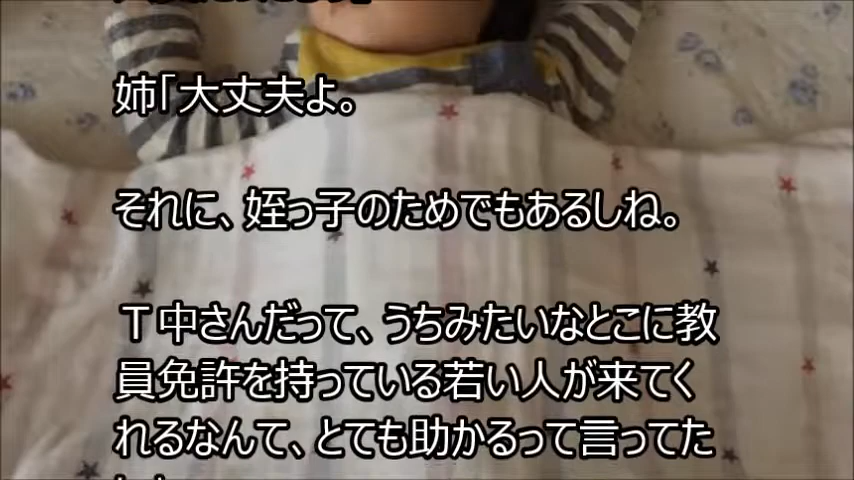 姉「大丈夫よ。
それに、姪っ子のためでもあるしね。
T中さんだって、うちみたいなとこに教
員免許を持っている若い人が来てく
れるなんて、とても助かるって言ってた